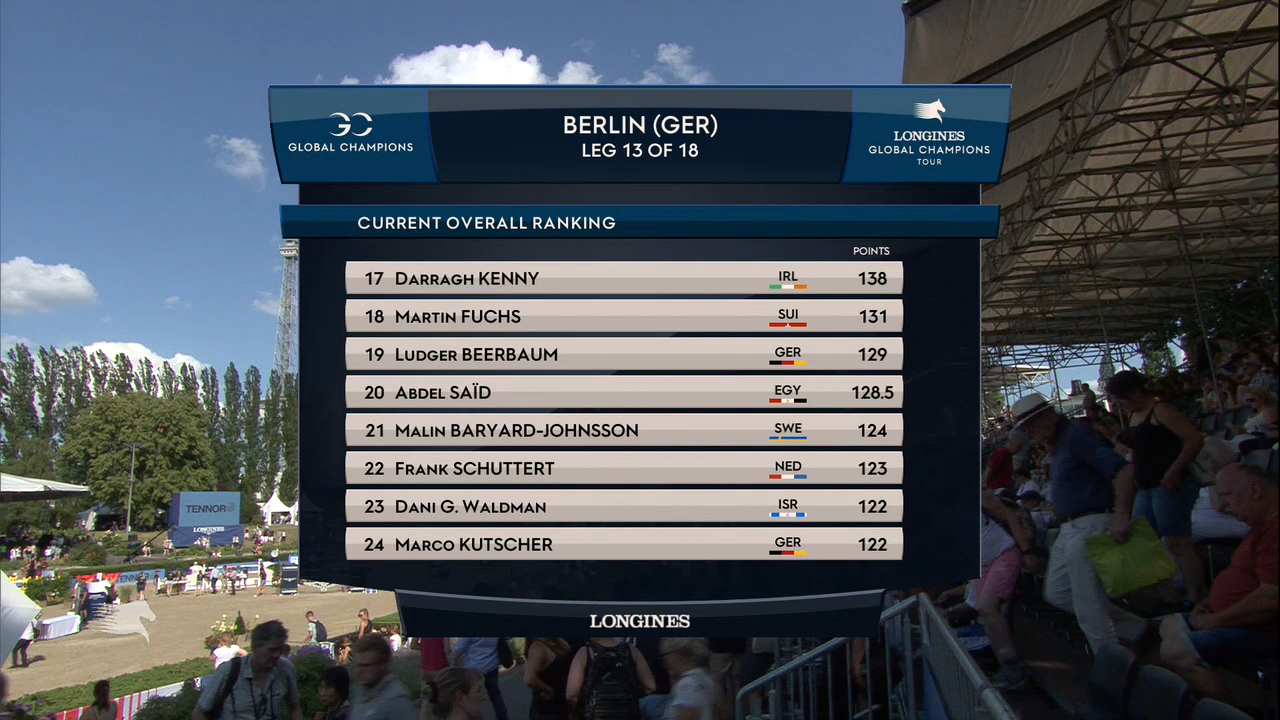 GLOBAL CHAMPIONS
BERLIN (GER)
LEG 13 OF 18
LONGINES
GLOBAL CHAMPIONS
TOUR
CURRENT OVERALL RANKING
POINTS
17 DARRAGH KENNY IRL 138
18 MARTIN FUCHS SUI 131
19 LUDGER BEERBAUM GER 129
20 ABDEL SAÏD EGY 128.5
21 MALIN BARYARD-JOHNSSON SWE 124
22 FRANK SCHUTTERT NED 123
23 DANI G. WALDMAN ISR 122
24 MARCO KUTSCHER GER 122
LONGINES
TENNOR
LONGINES
TENNOR